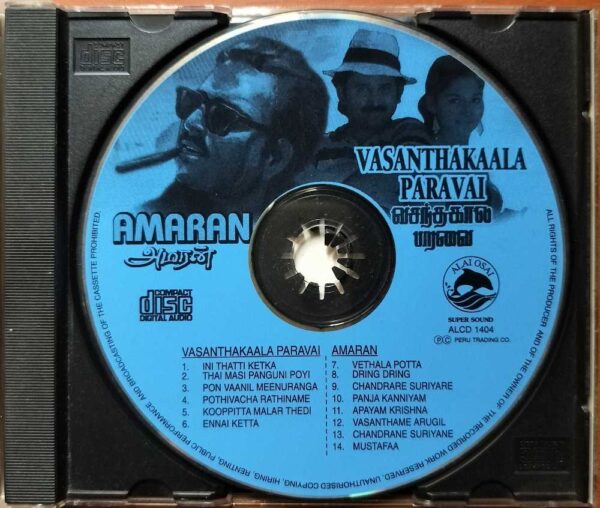 COMPACT
disc
VASANTHAKAALA
PARAVAI
வசந்தகால
பறவை
AMARAN
அமரன்
ALAI OSAI
SUPER SOUND
ALCD 1404
Ⓟ© PERU TRADING CO.
COMPACT
disc
DIGITAL AUDIO
VASANTHAKAALA PARAVAI
1. INI THATTI KETKA
2. THAI MASI PANGUNI POYI
3. PON VAANIL MEENURANGA
4. POTHIVACHA RATHINAME
5. KOOPPITTA MALAR THEDI
6. ENNAI KETTA
AMARAN
7. VETHALA POTTA
8. DRING DRING
9. CHANDRARE SURIYARE
10. PANJA KANNIYAM
11. APAYAM KRISHNA
12. VASANTHAME ARUGIL
13. CHANDRANE SURIYANE
14. MUSTAFAA
ALL RIGHTS OF THE PRODUCER AND OF THE OWNER OF THE RECORDED WORK RESERVED. UNAUTHORISED COPYING, HIRING, RENTING, PUBLIC PERFORMANCE AND BROADCASTING OF THE CASSETTE PROHIBITED.